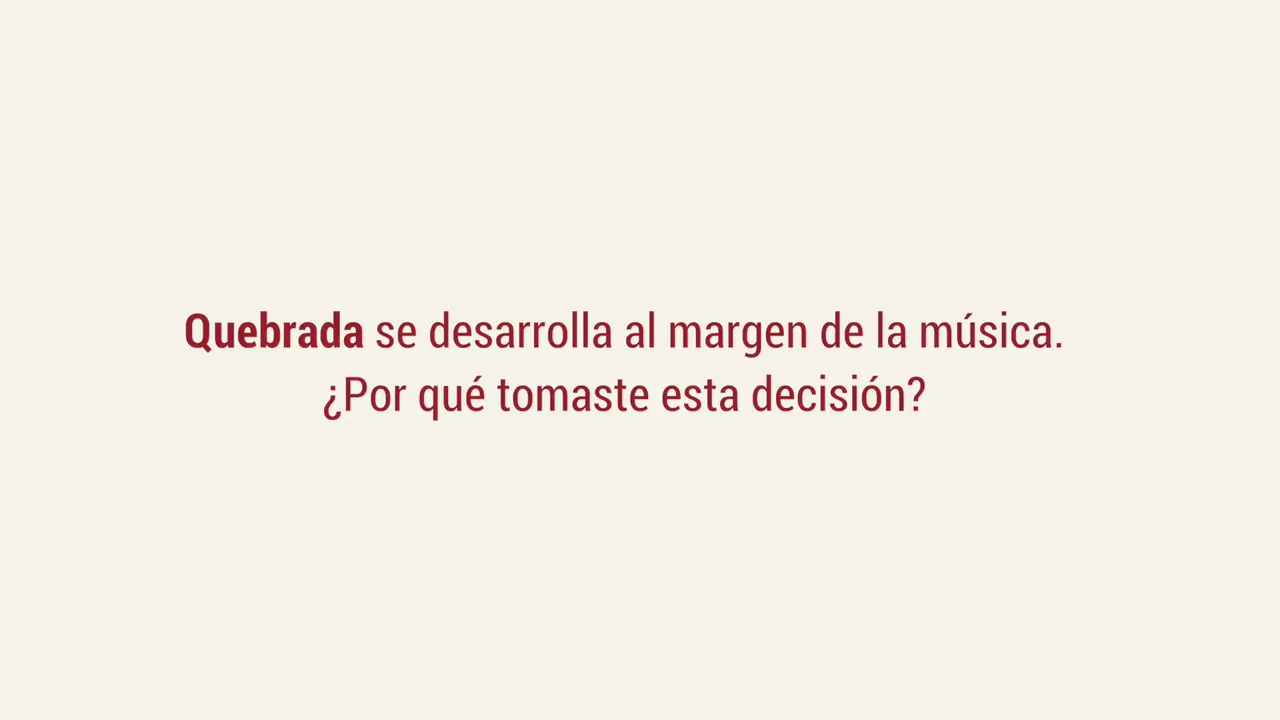 Quebrada se desarrolla al margen de la música.
¿Por qué tomaste esta decisión?